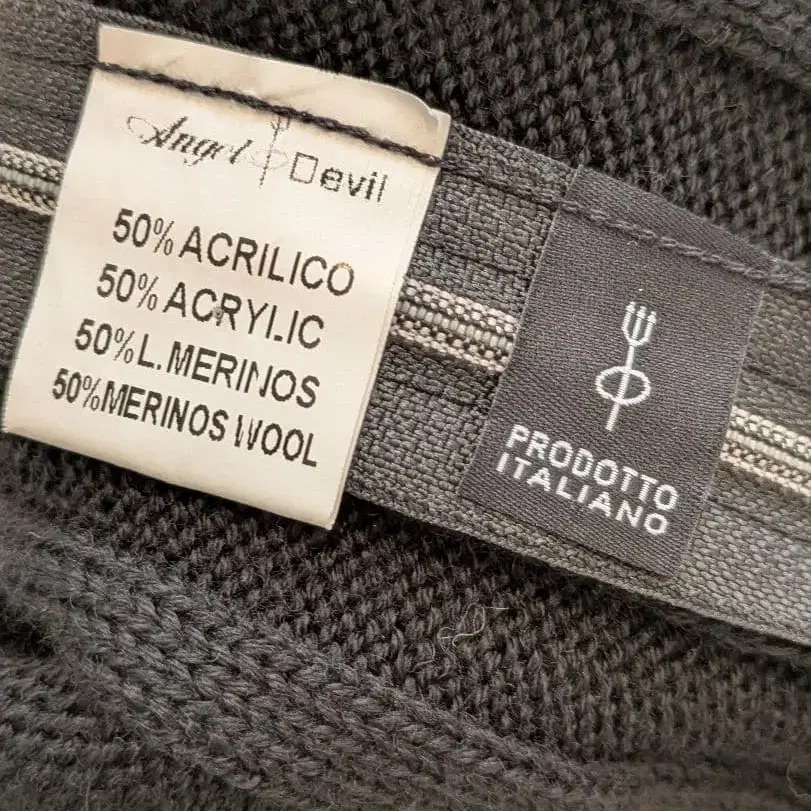 Angel Devil
50% ACRILICO
50% ACRYLIC
50% L.MERINOS
50%MERINOS WOOL
PRODOTTO
ITALIANO